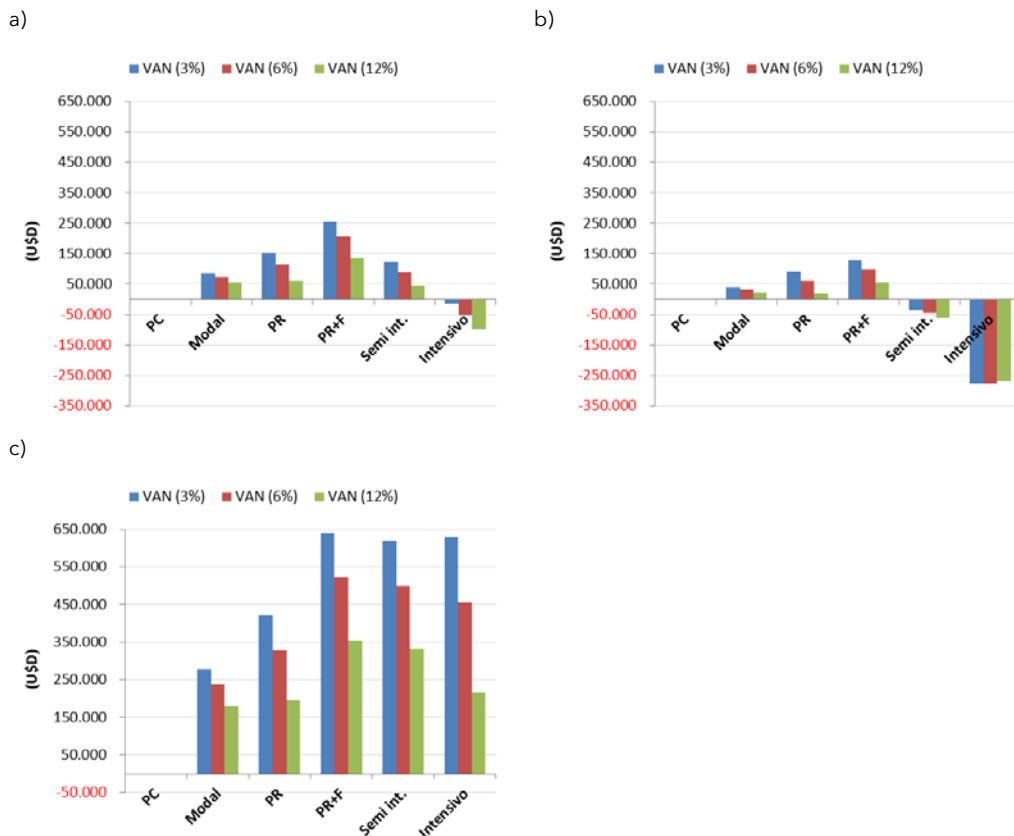 a)
VAN (3%) VAN (6%) VAN (12%)
650.000
550.000
450.000
350.000
250.000
150.000
50.000
-50.000
-150.000
-250.000
-350.000
(U$D)
PC
Modal
PR
PR+F
Semi int.
Intensivo
b)
VAN (3%) VAN (6%) VAN (12%)
650.000
550.000
450.000
350.000
250.000
150.000
50.000
-50.000
-150.000
-250.000
-350.000
(U$D)
PC
Modal
PR
PR+F
Semi int.
Intensivo
c)
VAN (3%) VAN (6%) VAN (12%)
650.000
550.000
450.000
350.000
250.000
150.000
50.000
-50.000
(U$D)
PC
Modal
PR
PR+F
Semi int.
Intensivo